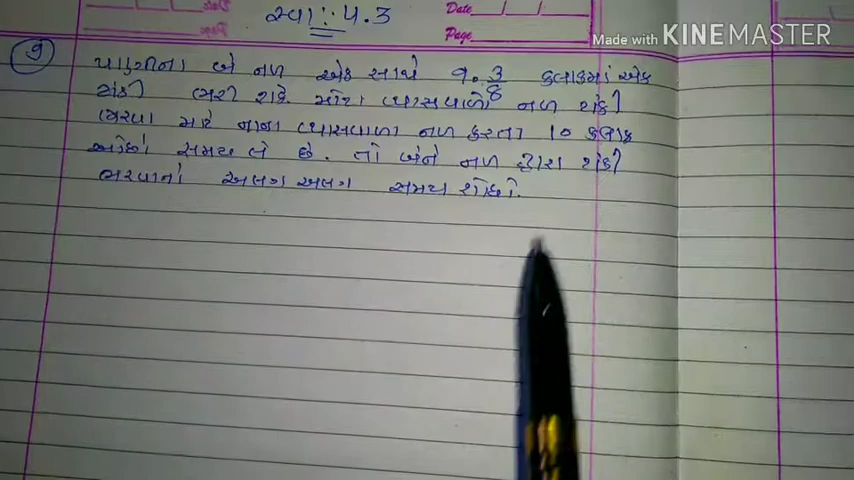 સ્વા. 4.3
Date
Page
Made with KINEMASTER
૧ પાણીના બે નળ એક સાથે 9. 3/8 કલાકમાં એક
ટાંકી ભરી શકે. મોટા વ્યાસવાળો નળ ટાંકી
ભરવા માટે નાના વ્યાસવાળા નળ કરતા 10 કલાક
ઓછો સમય લે છે. તો બંને નળ દ્વારા ટાંકી
ભરવાનો અલગ અલગ સમય શોધો.